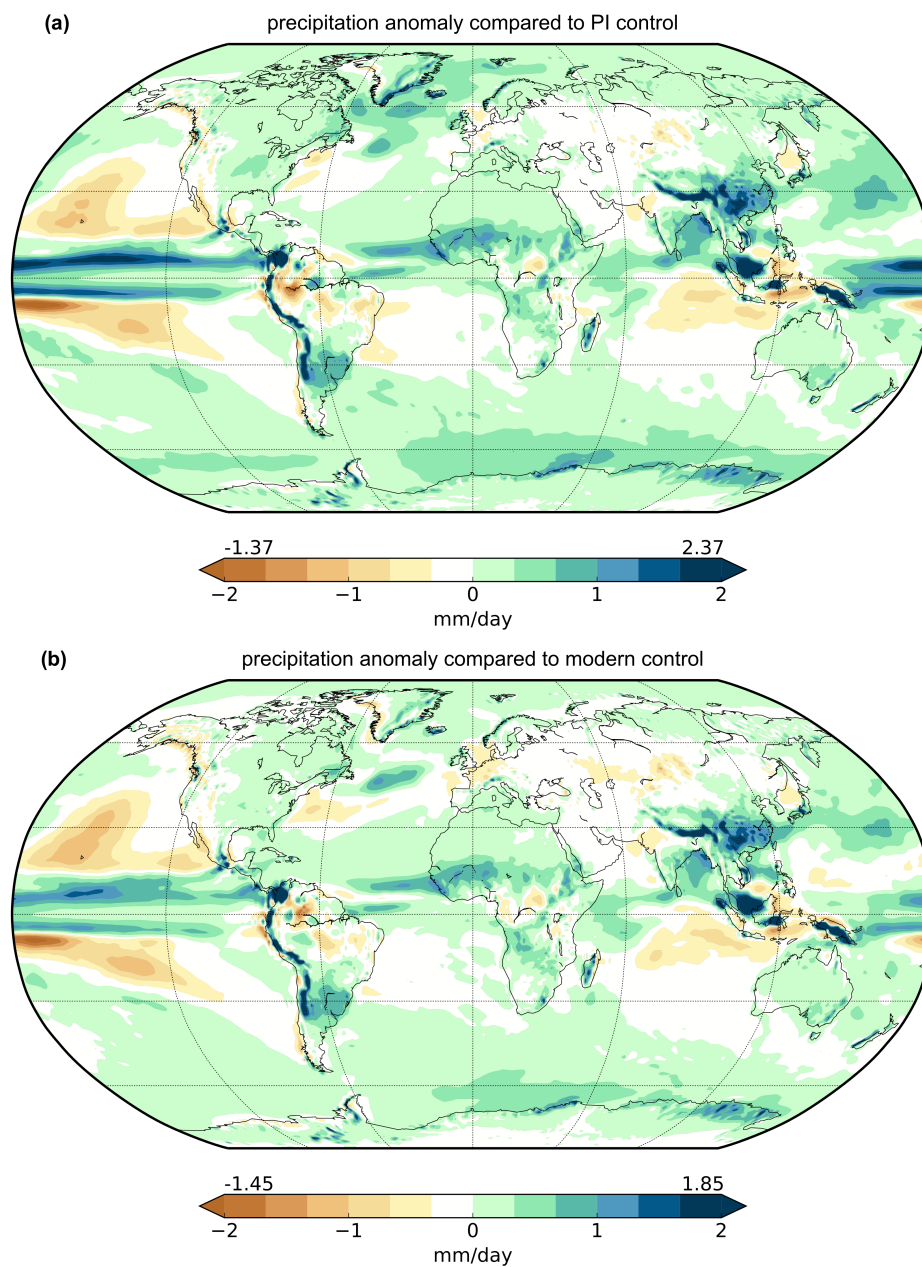 (a)
precipitation anomaly compared to PI control
-1.37 2.37
−2 −1 0 1 2
mm/day
(b)
precipitation anomaly compared to modern control
-1.45 1.85
−2 −1 0 1 2
mm/day